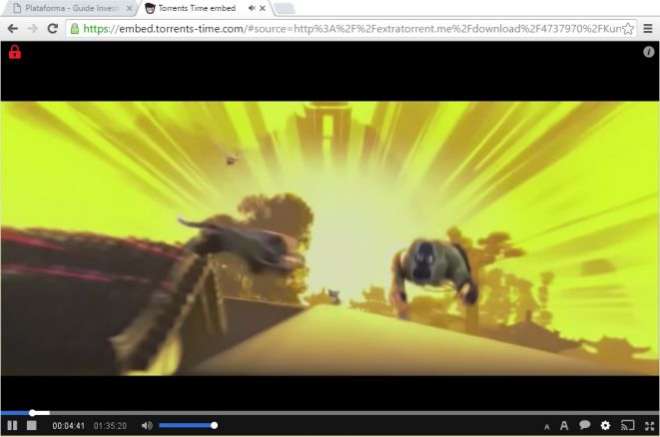 Plataforma - Guide Invest
Torrents Time embed
https://embed.torrents-time.com/#source=http%3A%2F%2Fextratorrent.me%2Fdownload%2F4737970%2FKun
00:04:41 01:35:20
A A